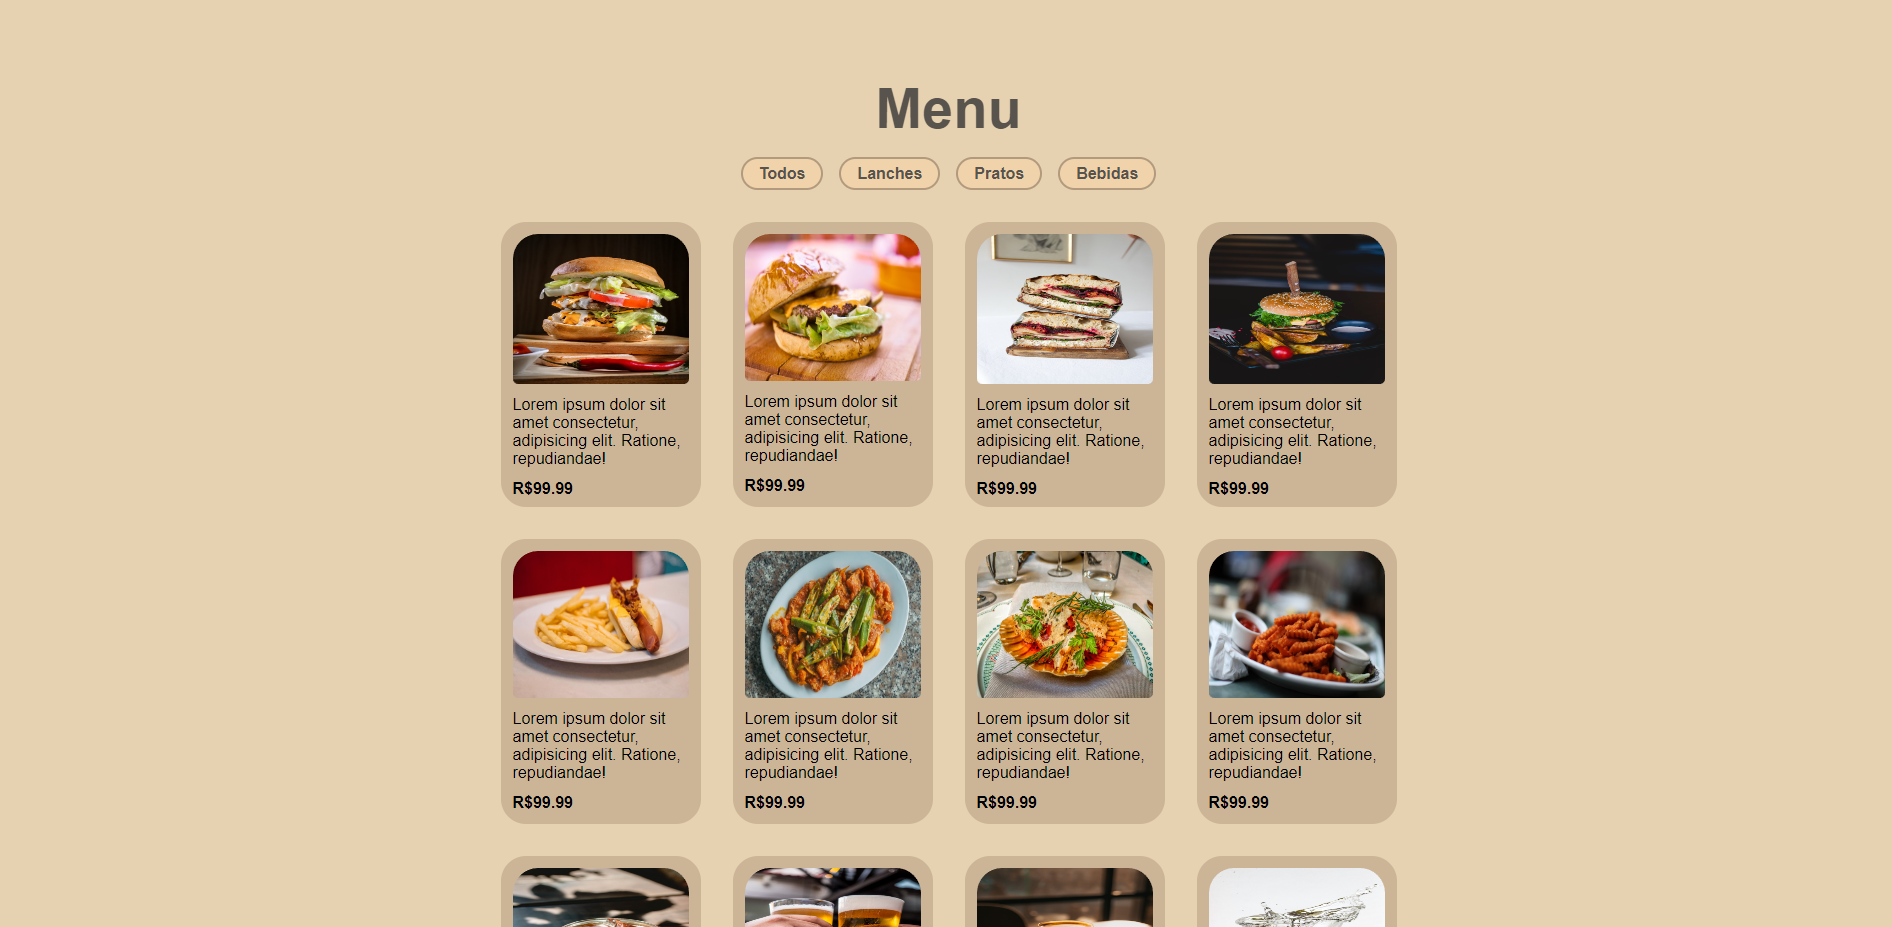 Menu
Todos
Lanches
Pratos
Bebidas
Lorem ipsum dolor sit
amet consectetur,
adipisicing elit. Ratione,
repudiandae!
R$99.99
Lorem ipsum dolor sit
amet consectetur,
adipisicing elit. Ratione,
repudiandae!
R$99.99
Lorem ipsum dolor sit
amet consectetur,
adipisicing elit. Ratione,
repudiandae!
R$99.99
Lorem ipsum dolor sit
amet consectetur,
adipisicing elit. Ratione,
repudiandae!
R$99.99
Lorem ipsum dolor sit
amet consectetur,
adipisicing elit. Ratione,
repudiandae!
R$99.99
Lorem ipsum dolor sit
amet consectetur,
adipisicing elit. Ratione,
repudiandae!
R$99.99
Lorem ipsum dolor sit
amet consectetur,
adipisicing elit. Ratione,
repudiandae!
R$99.99
Lorem ipsum dolor sit
amet consectetur,
adipisicing elit. Ratione,
repudiandae!
R$99.99